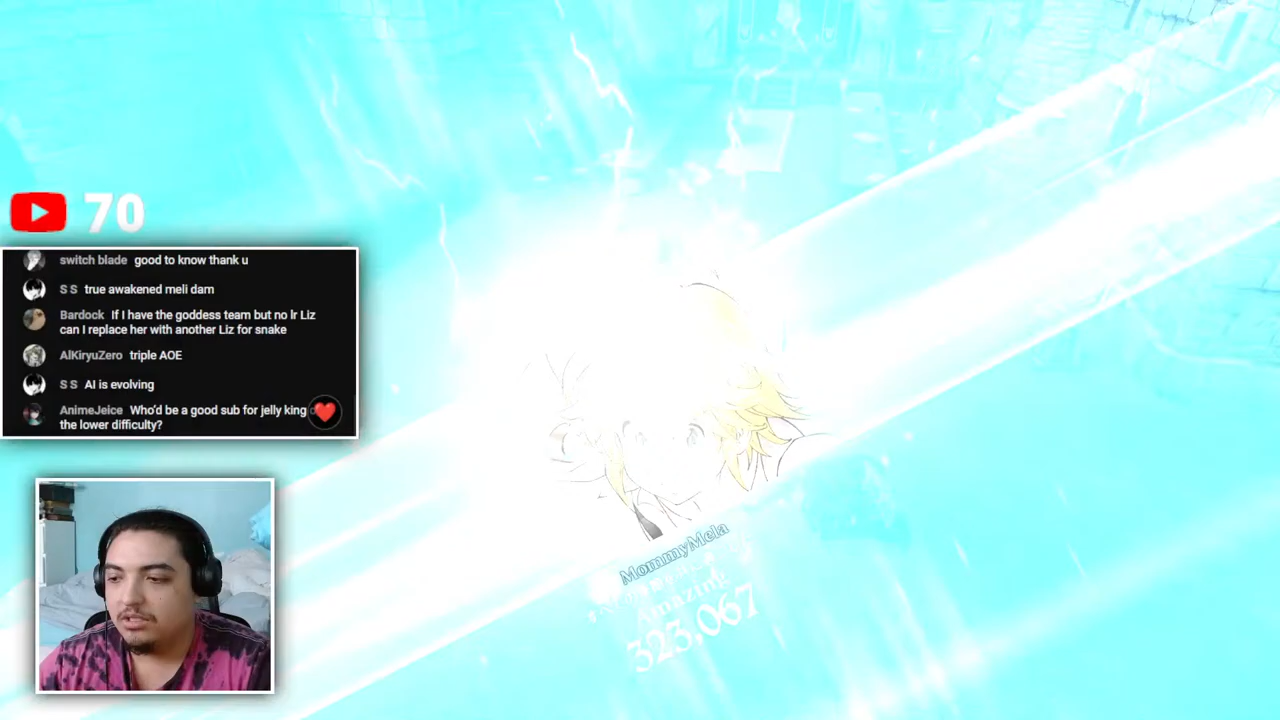 70
switch blade good to know thank u
S S true awakened meli dam
Bardock If I have the goddess team but no lr Liz
can I replace her with another Liz for snake
AlKiryuZero triple AOE
S S AI is evolving
AnimeJeice Who'd be a good sub for jelly king
the lower difficulty?
MommyMela
Amazing
323,067